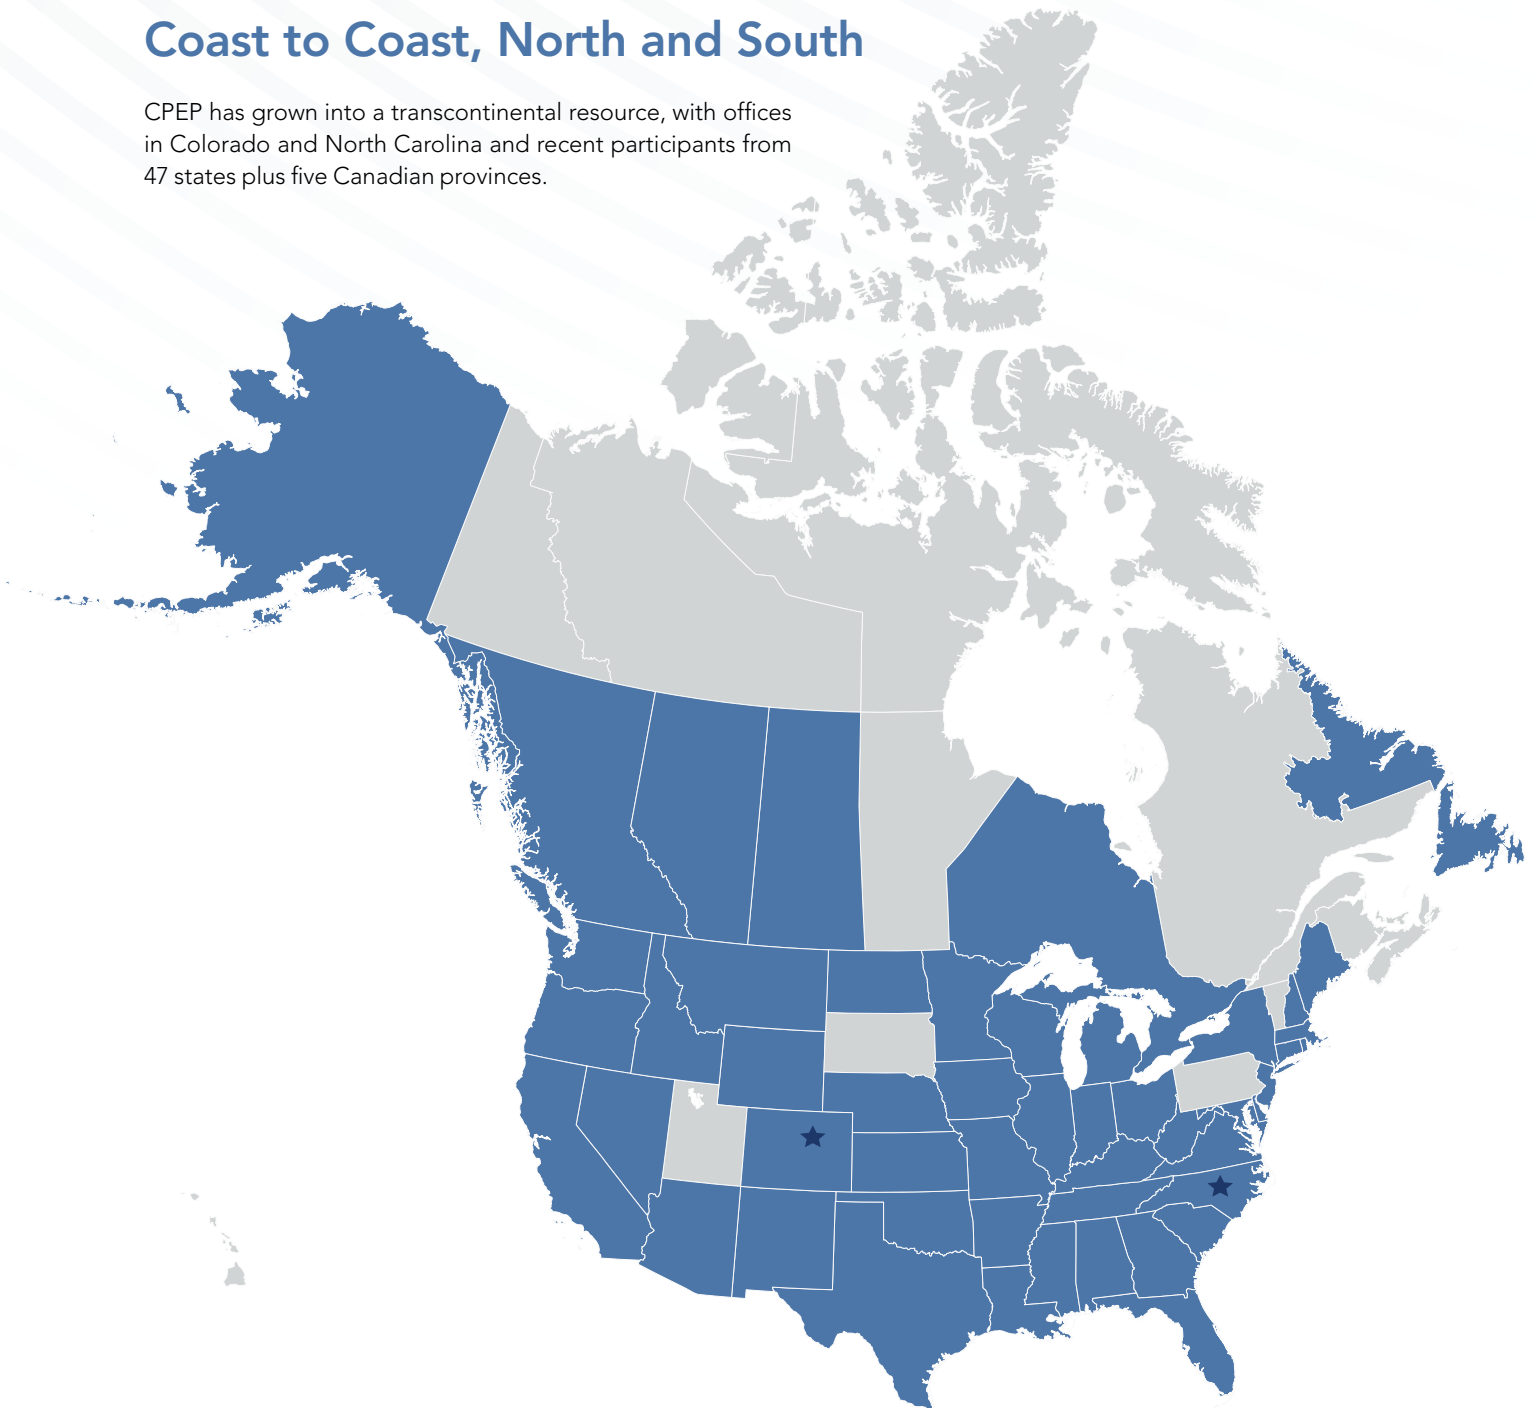 Coast to Coast, North and South
CPEP has grown into a transcontinental resource, with offices
in Colorado and North Carolina and recent participants from
47 states plus five Canadian provinces.